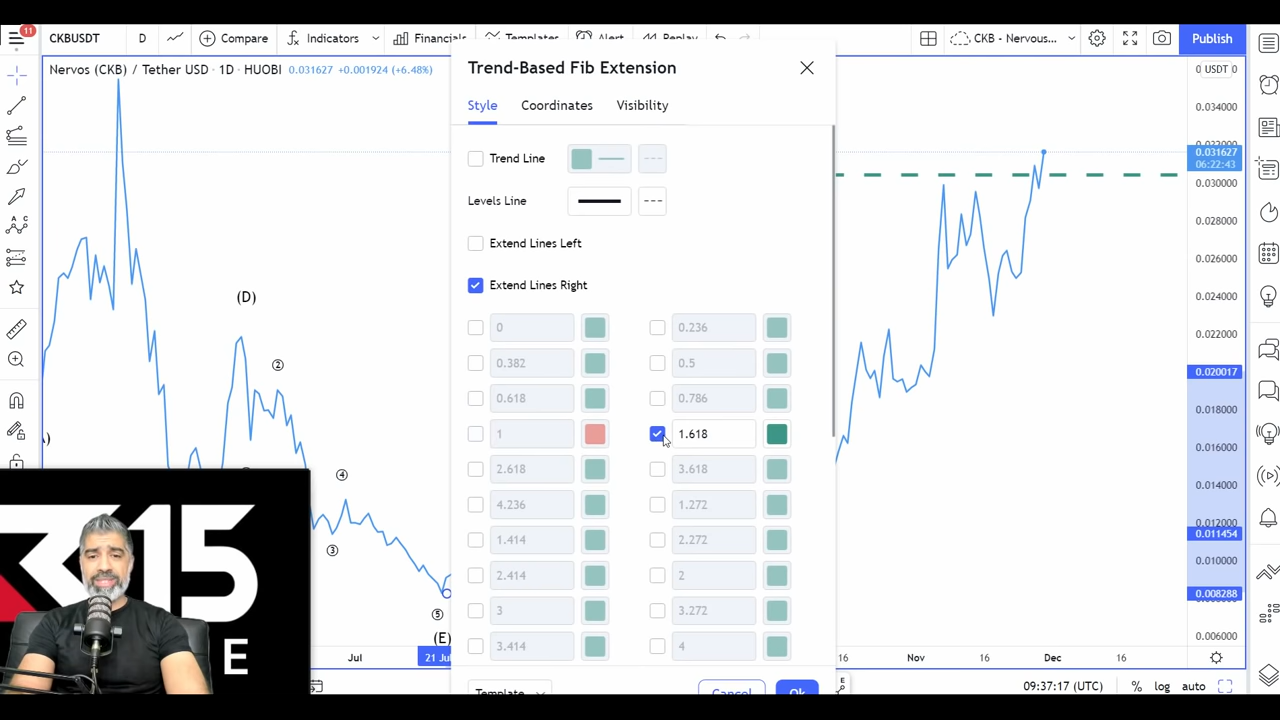 11
CKBUSDT
D
Compare
Indicators
Financials
Templates
Alert
Replay
CKB - Nervous...
Publish
Nervos (CKB) / Tether USD · 1D · HUOBI 0.031627 +0.001924 (+6.48%)
Trend-Based Fib Extension
Style
Coordinates
Visibility
Trend Line
Levels Line
Extend Lines Left
Extend Lines Right
0
0.236
0.382
0.5
0.618
0.786
1
1.618
2.618
3.618
4.236
1.272
1.414
2.272
2.414
2
3
3.272
3.414
4
Template
Cancel
Ok
(D)
②
④
③
⑤
(E)
USDT
0.034000
0.031627
06:22:43
0.030000
0.028000
0.026000
0.024000
0.022000
0.020017
0.018000
0.016000
0.014000
0.012000
0.011454
0.010000
0.008288
0.006000
Jul
21 Jul
16
Nov
16
Dec
16
09:37:17 (UTC)
%
log
auto
K15
E